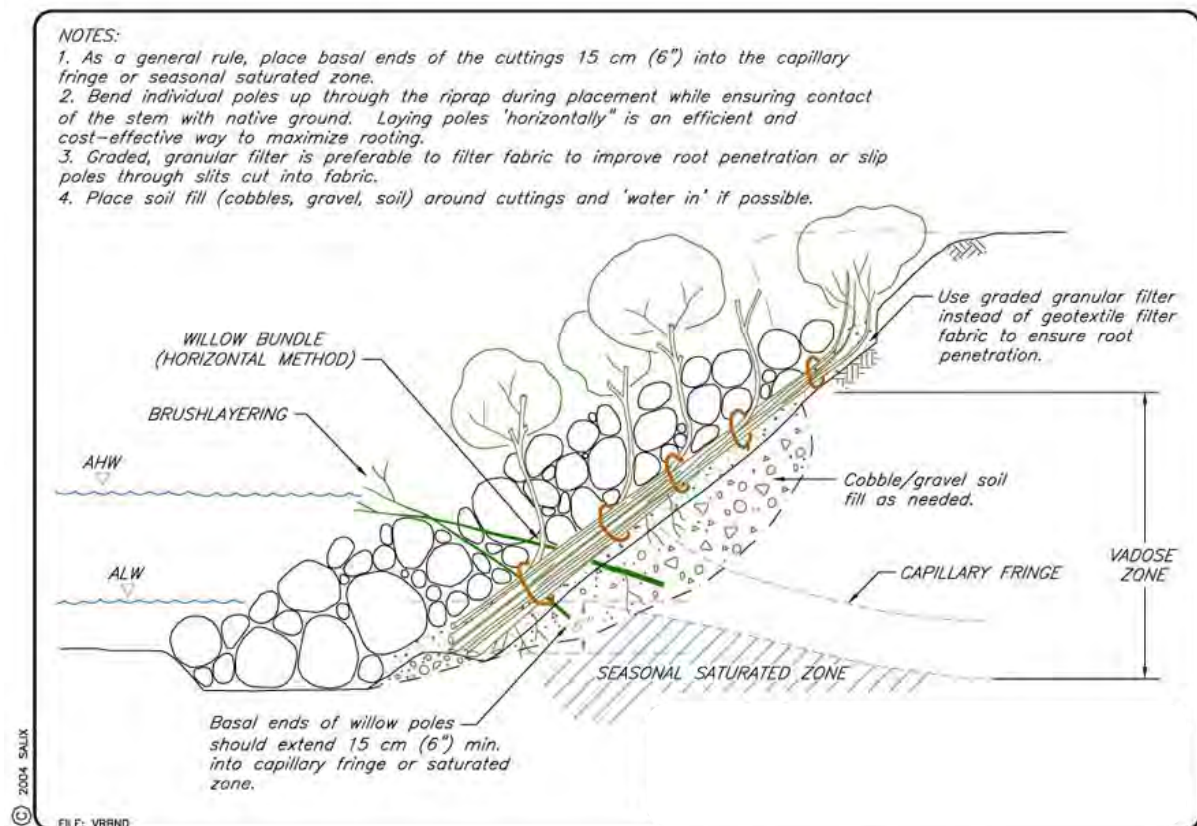 NOTES:
1. As a general rule, place basal ends of the cuttings 15 cm (6") into the capillary
fringe or seasonal saturated zone.
2. Bend individual poles up through the riprap during placement while ensuring contact
of the stem with native ground. Laying poles 'horizontally" is an efficient and
cost-effective way to maximize rooting.
3. Graded, granular filter is preferable to filter fabric to improve root penetration or slip
poles through slits cut into fabric.
4. Place soil fill (cobbles, gravel, soil) around cuttings and 'water in' if possible.
Use graded granular filter
instead of geotextile filter
fabric to ensure root
penetration.
WILLOW BUNDLE
(HORIZONTAL METHOD)
BRUSHLAYERING
AHW
Cobble/gravel soil
fill as needed.
VADOSE
ZONE
ALW
CAPILLARY FRINGE
SEASONAL SATURATED ZONE
Basal ends of willow poles
should extend 15 cm (6") min.
into capillary fringe or saturated
zone.
© 2004 SALIX
FILE: VRBND